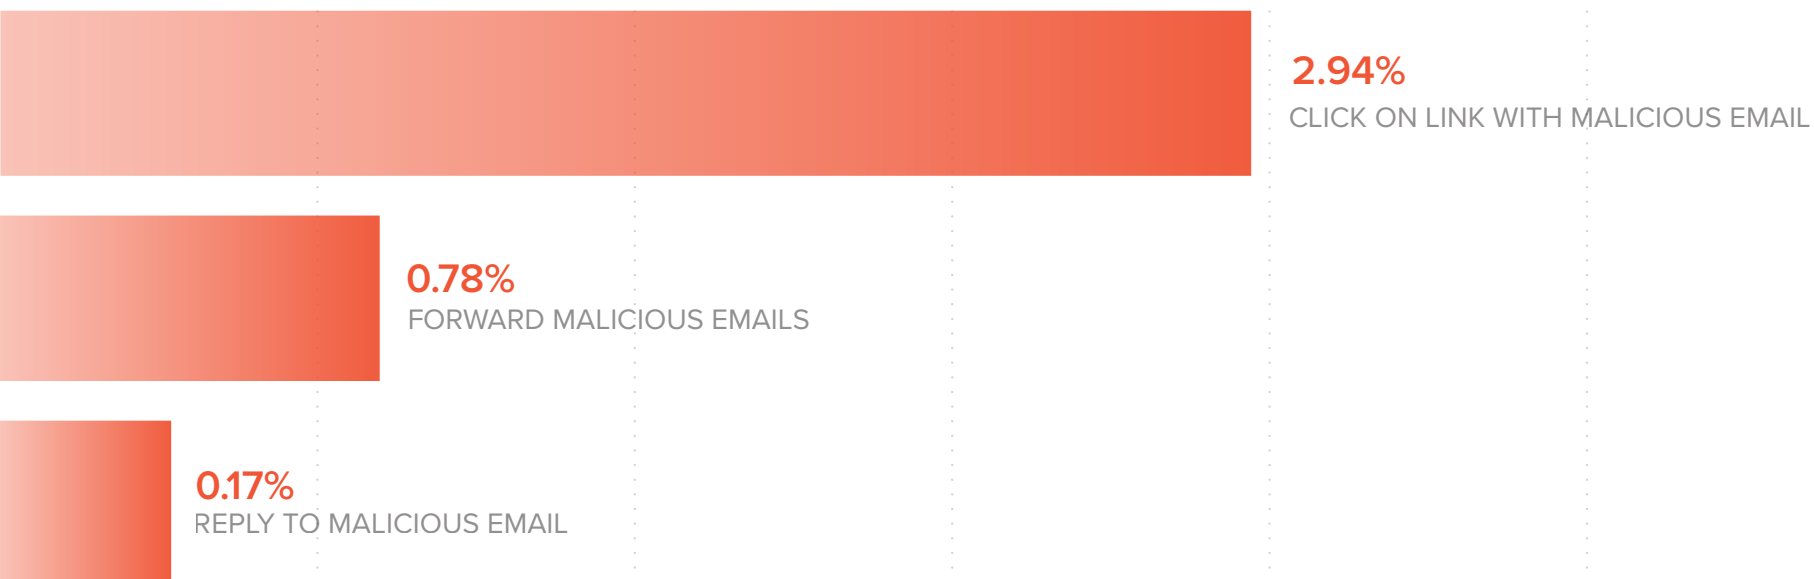 2.94%
CLICK ON LINK WITH MALICIOUS EMAIL
0.78%
FORWARD MALICIOUS EMAILS
0.17%
REPLY TO MALICIOUS EMAIL